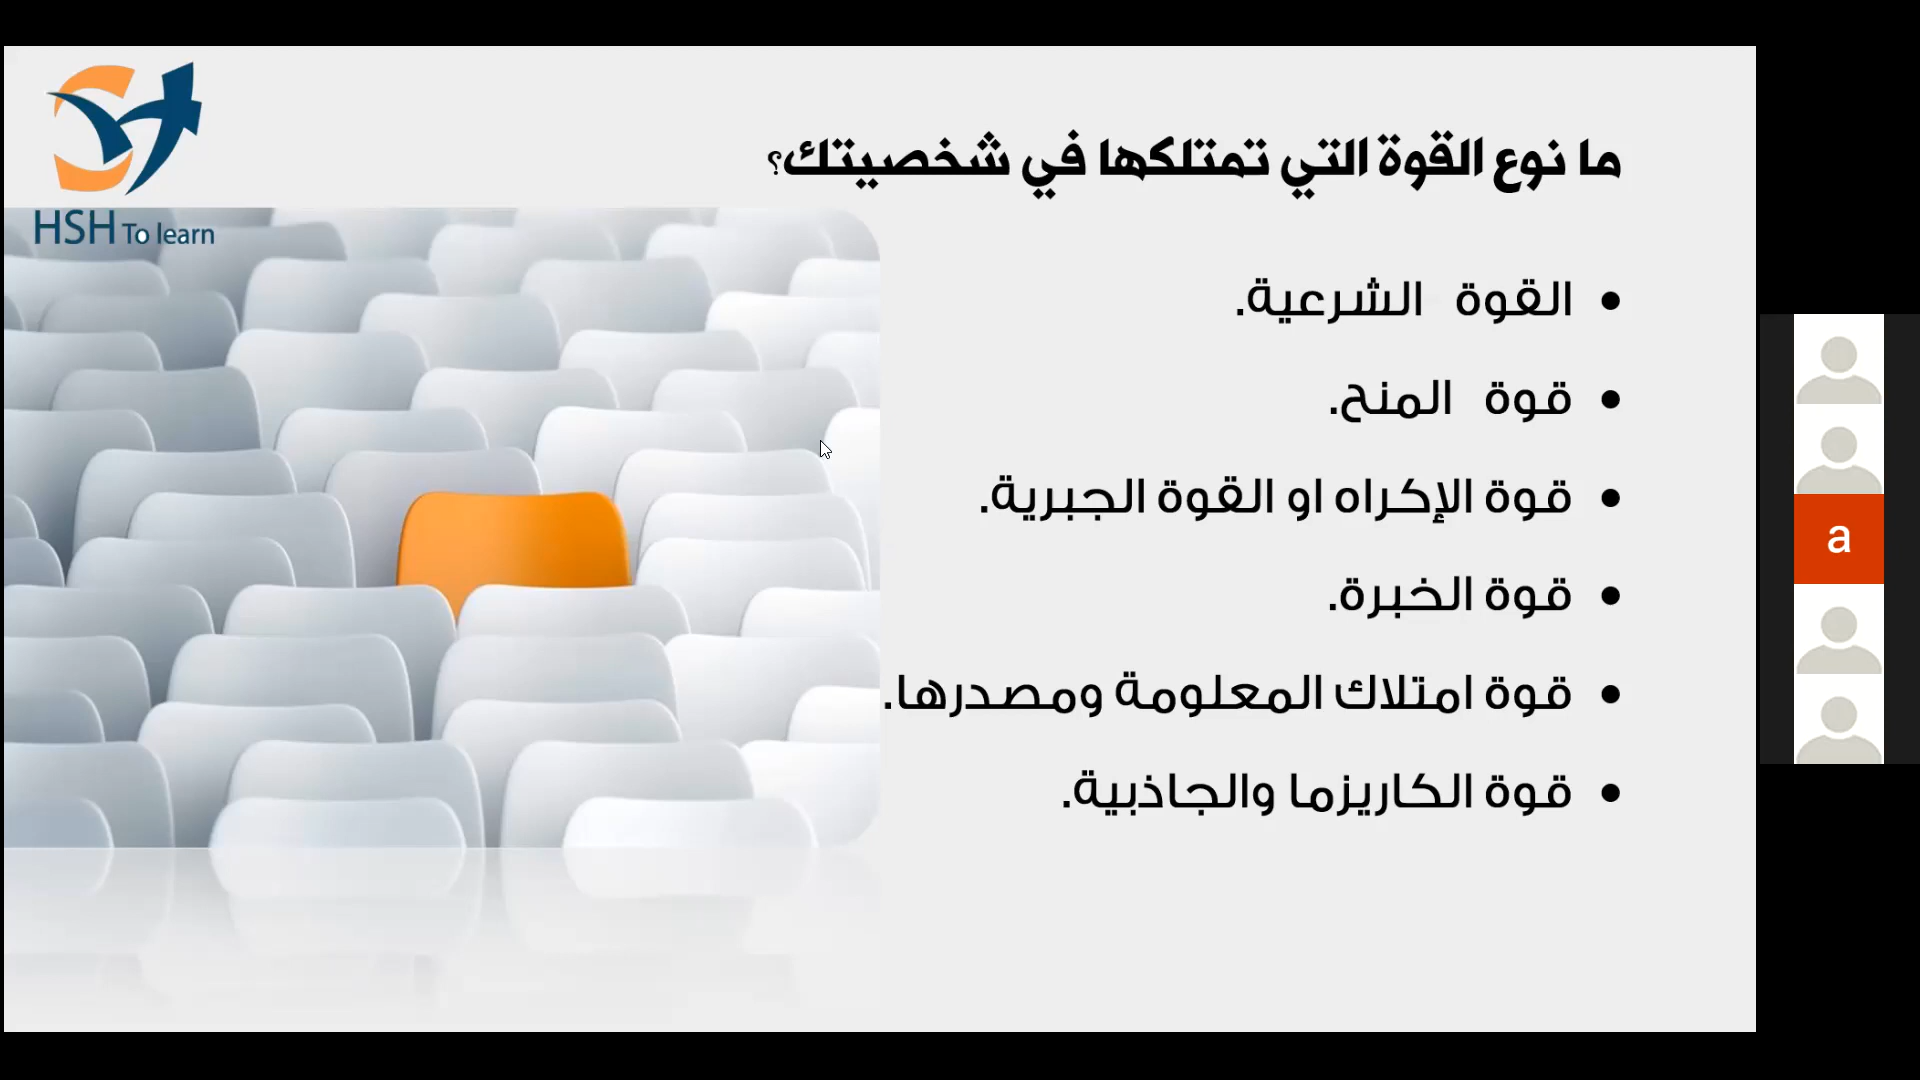 HSH To learn
ما نوع القوة التي تمتلكها في شخصيتك؟
• القوة الشرعية.
• قوة المنح.
• قوة الإكراه او القوة الجبرية.
• قوة الخبرة.
• قوة امتلاك المعلومة ومصدرها.
• قوة الكاريزما والجاذبية.
a